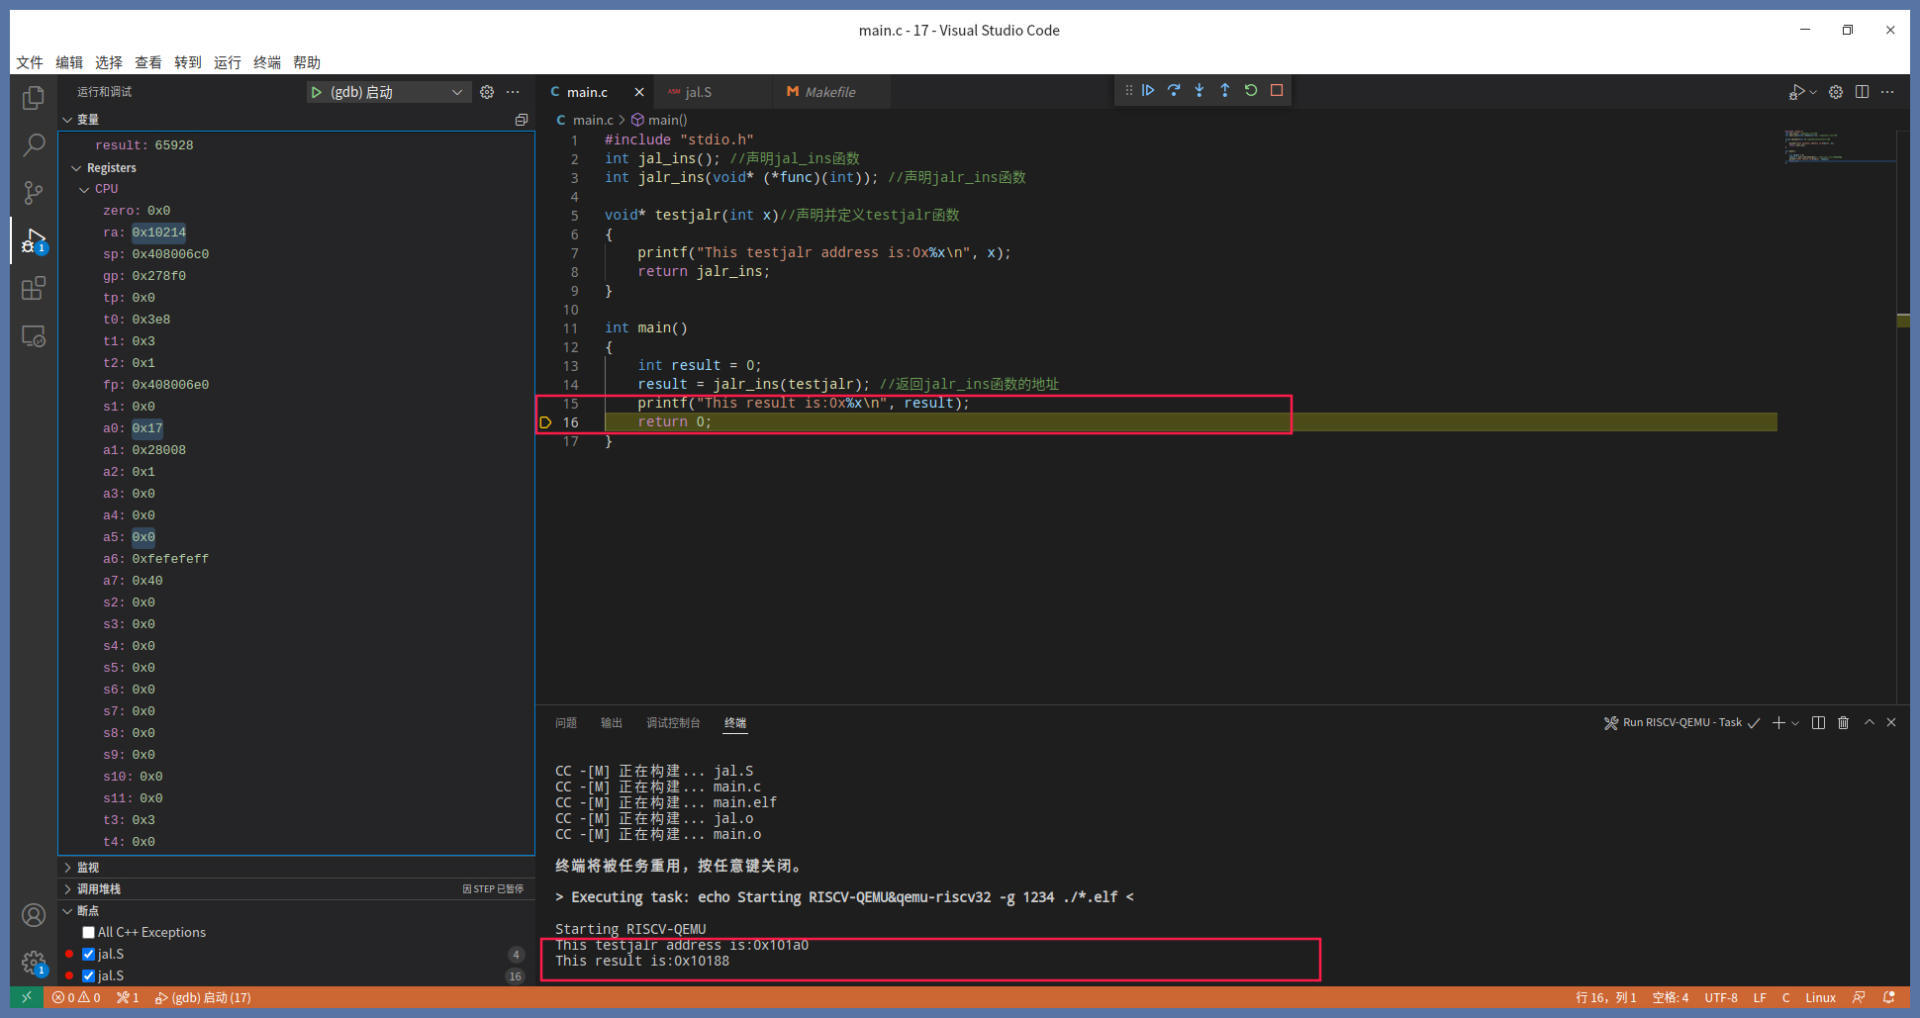 main.c - 17 - Visual Studio Code
文件 编辑 选择 查看 转到 运行 终端 帮助
运行和调试
(gdb) 启动
变量
result: 65928
Registers
CPU
zero: 0x0
ra: 0x10214
sp: 0x408006c0
gp: 0x278f0
tp: 0x0
t0: 0x3e8
t1: 0x3
t2: 0x1
fp: 0x408006e0
s1: 0x0
a0: 0x17
a1: 0x28008
a2: 0x1
a3: 0x0
a4: 0x0
a5: 0x0
a6: 0xfefefeff
a7: 0x40
s2: 0x0
s3: 0x0
s4: 0x0
s5: 0x0
s6: 0x0
s7: 0x0
s8: 0x0
s9: 0x0
s10: 0x0
s11: 0x0
t3: 0x3
t4: 0x0
监视
调用堆栈 因 STEP 已暂停
断点
All C++ Exceptions
jal.S 4
jal.S 16
C main.c
ASM jal.S
M Makefile
C main.c > main()
1 #include "stdio.h"
2 int jal_ins(); //声明jal_ins函数
3 int jalr_ins(void* (*func)(int)); //声明jalr_ins函数
4
5 void* testjalr(int x)//声明并定义testjalr函数
6 {
7 printf("This testjalr address is:0x%x\n", x);
8 return jalr_ins;
9 }
10
11 int main()
12 {
13 int result = 0;
14 result = jalr_ins(testjalr); //返回jalr_ins函数的地址
15 printf("This result is:0x%x\n", result);
16 return 0;
17 }
问题 输出 调试控制台 终端
Run RISCV-QEMU - Task
CC -[M] 正在构建... jal.S
CC -[M] 正在构建... main.c
CC -[M] 正在构建... main.elf
CC -[M] 正在构建... jal.o
CC -[M] 正在构建... main.o
终端将被任务重用，按任意键关闭。
> Executing task: echo Starting RISCV-QEMU&qemu-riscv32 -g 1234 ./*.elf <
Starting RISCV-QEMU
This testjalr address is:0x101a0
This result is:0x10188
1
1
0 0 1 (gdb) 启动 (17)
行 16，列 1 空格: 4 UTF-8 LF C Linux